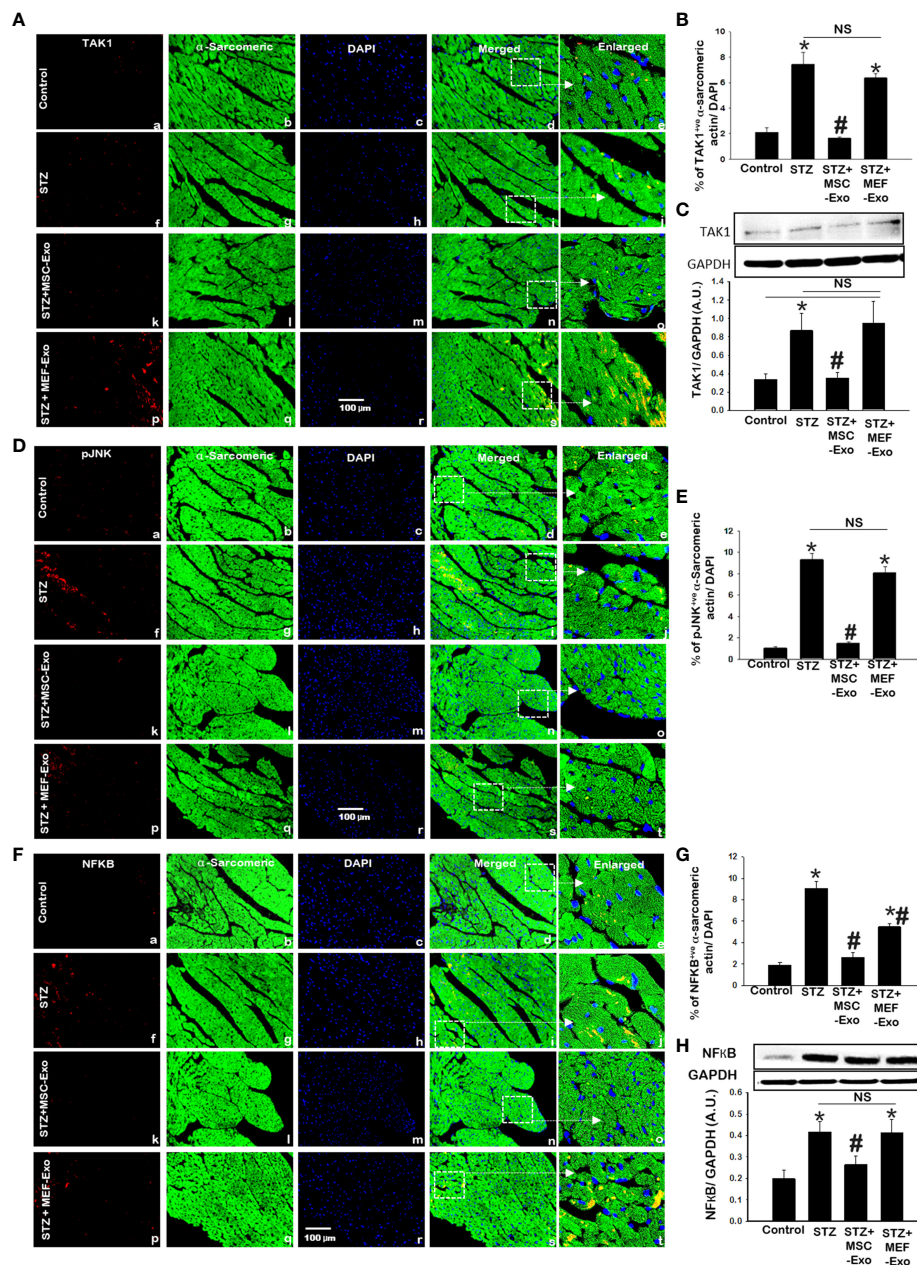 A
TAK1 α-Sarcomeric DAPI Merged Enlarged
Control
a b c d e
STZ
f g h i j
STZ+MSC-Exo
k l m n o
STZ + MEF-Exo
100 µm
p q r s
B
NS
% of TAK1+ve α-sarcomeric
actin/ DAPI
10
8
6
4
2
0
* # *
Control STZ STZ+ STZ+
MSC MEF
-Exo -Exo
C
TAK1
GAPDH
NS
TAK1/ GAPDH (A.U.)
1.4
1.2
1.0
0.8
0.6
0.4
0.2
0.0
* #
Control STZ STZ+ STZ+
MSC MEF
-Exo -Exo
D
pJNK α-Sarcomeric DAPI Merged Enlarged
Control
a b c d e
STZ
f g h i j
STZ+MSC-Exo
k l m n o
STZ + MEF-Exo
100 µm
p q r s t
E
NS
% of pJNK+ve α-Sarcomeric
actin/ DAPI
12
10
8
6
4
2
0
* # *
Control STZ STZ+ STZ+
MSC MEF
-Exo -Exo
F
NFKB α-Sarcomeric DAPI Merged Enlarged
Control
a b c d e
STZ
f g h i j
STZ+MSC-Exo
k l m n o
STZ + MEF-Exo
100 µm
p q r s t
G
% of NFKB+ve α-sarcomeric
actin/ DAPI
12
10
8
6
4
2
0
* # *#
Control STZ STZ+ STZ+
MSC MEF
-Exo -Exo
H
NFκB
GAPDH
NS
NFκB/ GAPDH (A.U.)
0.6
0.5
0.4
0.3
0.2
0.0
* # *
Control STZ STZ+ STZ+
MSC MEF
-Exo -Exo